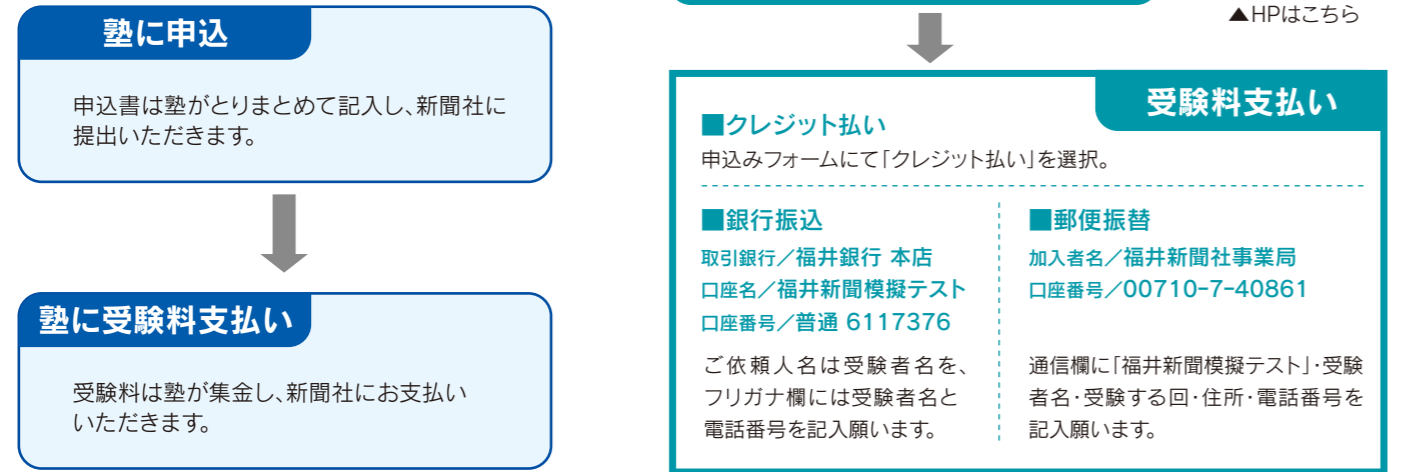 塾に申込
申込書は塾がとりまとめて記入し、新聞社に
提出いただきます。
塾に受験料支払い
受験料は塾が集金し、新聞社にお支払い
いただきます。
▲HPはこちら
受験料支払い
■クレジット払い
申込みフォームにて「クレジット払い」を選択。
■銀行振込
取引銀行／福井銀行 本店
口座名／福井新聞模擬テスト
口座番号／普通 6117376
ご依頼人名は受験者名を、
フリガナ欄には受験者名と
電話番号を記入願います。
■郵便振替
加入者名／福井新聞社事業局
口座番号／00710-7-40861
通信欄に「福井新聞模擬テスト」・受験
者名・受験する回・住所・電話番号を
記入願います。